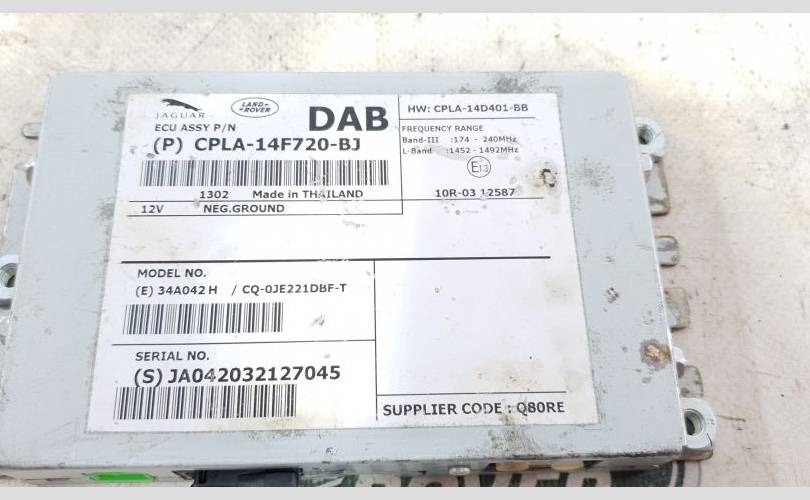 JAGUAR
LAND-
-ROVER
DAB
HW: CPLA-14D401-BB
ECU ASSY P/N
(P) CPLA-14F720-BJ
FREQUENCY RANGE
Band-III :174 - 240MHz
L-Band :1452 - 1492MHz
E13
1302 Made in THAILAND
10R-03 12587
12V NEG.GROUND
MODEL NO.
(E) 34A042 H / CQ-0JE221DBF-T
SERIAL NO.
(S) JA042032127045
SUPPLIER CODE : Q80RE